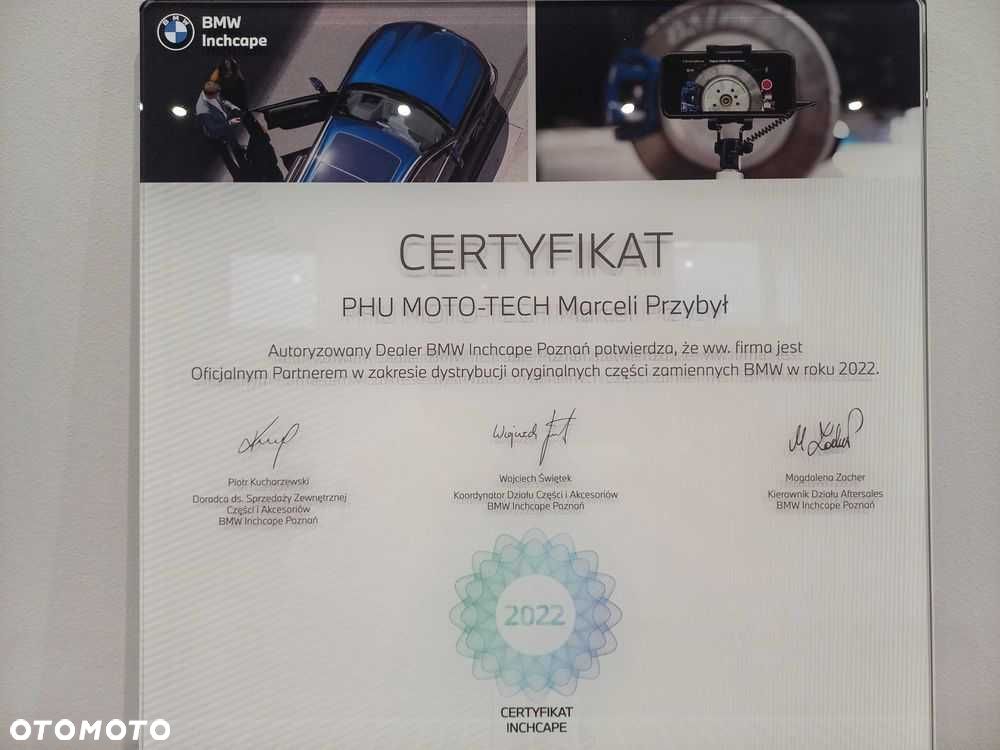 BMW
Inchcape
CERTYFIKAT
PHU MOTO-TECH Marceli Przybył
Autoryzowany Dealer BMW Inchcape Poznań potwierdza, że ww. firma jest
Oficjalnym Partnerem w zakresie dystrybucji oryginalnych części zamiennych BMW w roku 2022.
Piotr Kucharzewski
Doradca ds. Sprzedaży Zewnętrznej
Części i Akcesoriów
BMW Inchcape Poznań
Wojciech Świętek
Koordynator Działu Części i Akcesoriów
BMW Inchcape Poznań
Magdalena Zacher
Kierownik Działu Aftersales
BMW Inchcape Poznań
2022
CERTYFIKAT
INCHCAPE
OTOMOTO